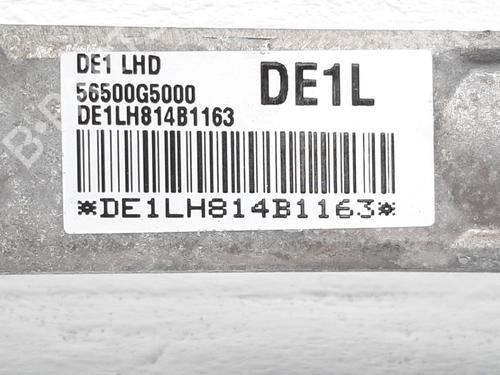 DE1 LHD
56500G5000
DE1L
DE1LH814B1163
*DE1LH814B1163*